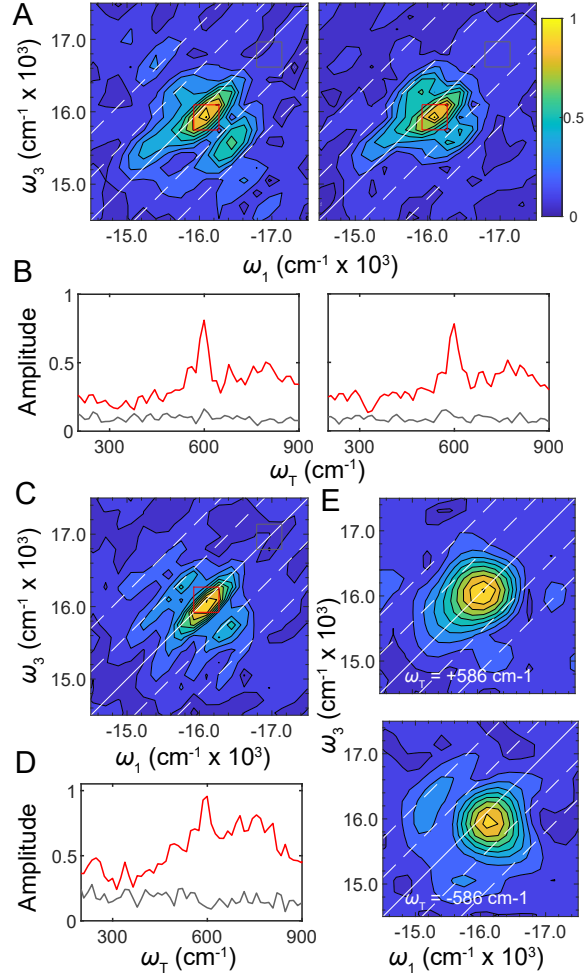 A
17.0
16.0
15.0
ω3 (cm-1 x 103)
-15.0 -16.0 -17.0 -15.0 -16.0 -17.0
ω1 (cm-1 x 103)
1
0.5
0
B
1
0.5
0
Amplitude
300 600 900 300 600 900
ωT (cm-1)
C
17.0
16.0
15.0
ω3 (cm-1 x 103)
-15.0 -16.0 -17.0
ω1 (cm-1 x 103)
D
1
0.5
0
Amplitude
300 600 900
ωT (cm-1)
E
17.0
16.0
15.0
ωT = +586 cm-1
ω3 (cm-1 x 103)
17.0
16.0
15.0
ωT = -586 cm-1
-15.0 -16.0 -17.0
ω1 (cm-1 x 103)